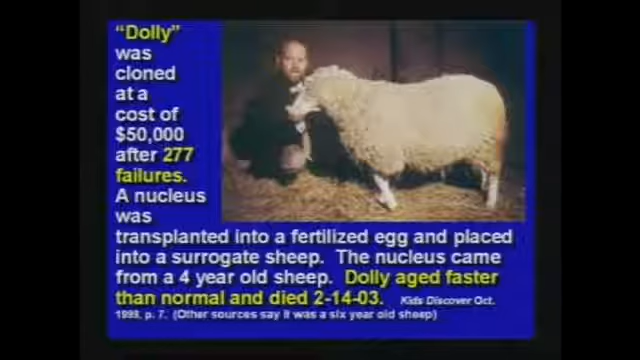 “Dolly”
was
cloned
at a
cost of
$50,000
after 277
failures.
A nucleus
was
transplanted into a fertilized egg and placed
into a surrogate sheep. The nucleus came
from a 4 year old sheep. Dolly aged faster
than normal and died 2-14-03. Kids Discover Oct.
1999, p. 7. (Other sources say it was a six year old sheep)